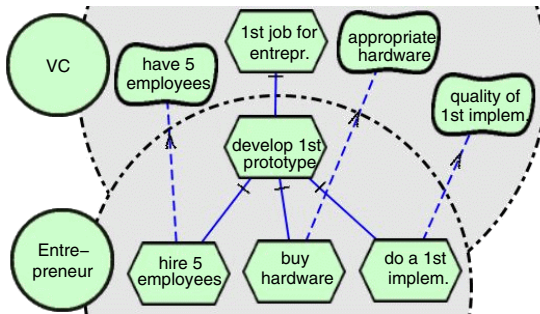 VC
have 5
employees
1st job for
entrepr.
appropriate
hardware
quality of
1st implem.
develop 1st
prototype
Entre–
preneur
hire 5
employees
buy
hardware
do a 1st
implem.